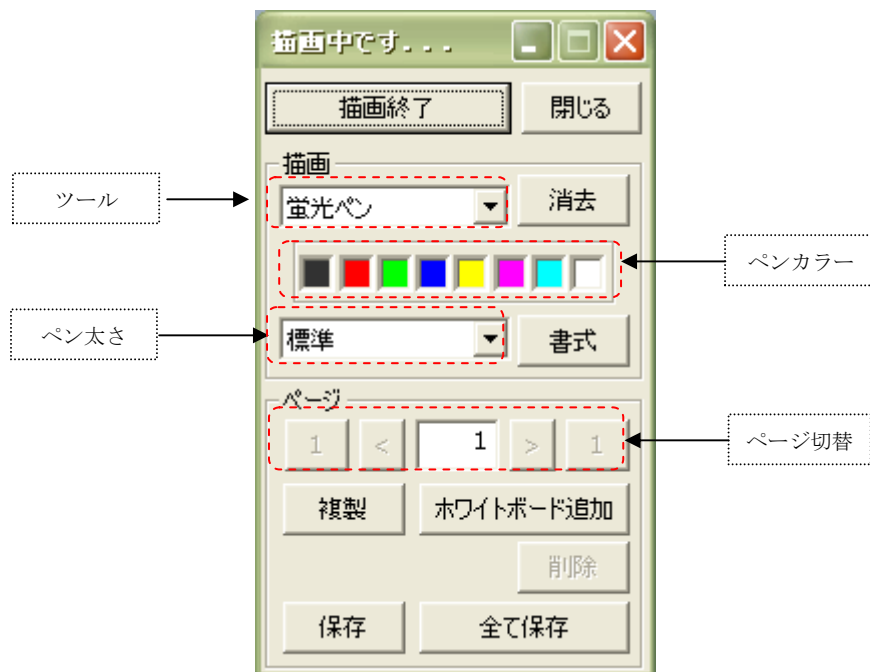 描画中です...
描画終了
閉じる
描画
ツール
蛍光ペン
消去
ペンカラー
ペン太さ
標準
書式
ページ
1
<
1
>
1
ページ切替
複製
ホワイトボード追加
削除
保存
全て保存